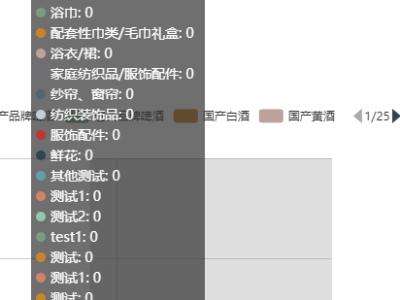 浴巾: 0
配套性巾类/毛巾礼盒: 0
浴衣/裙: 0
家庭纺织品/服饰配件: 0
纱帘、窗帘: 0
纺织装饰品: 0
产品牌 啤酒 国产白酒 国产黄酒 1/25
服饰配件: 0
鲜花: 0
其他测试: 0
测试1: 0
测试2: 0
test1: 0
测试: 0
测试1: 0
测试: 0